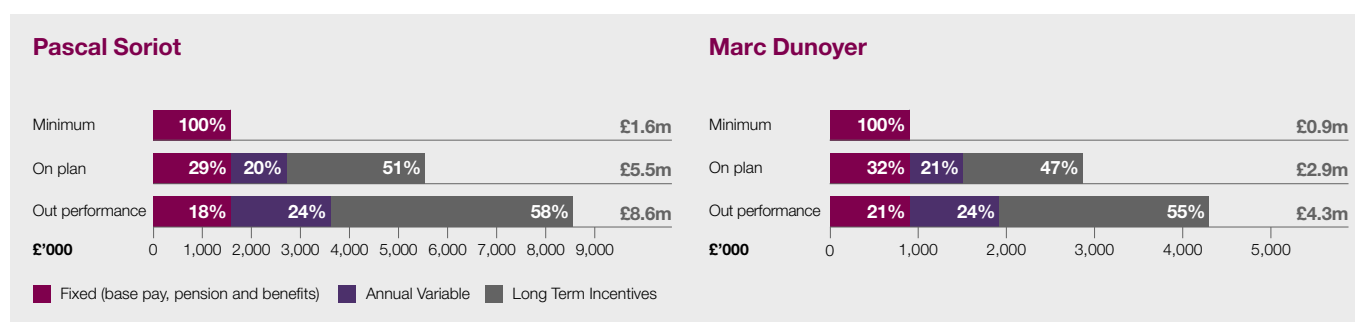 Pascal Soriot
Minimum 100% £1.6m
On plan 29% 20% 51% £5.5m
Out performance 18% 24% 58% £8.6m
£'000 0 1,000 2,000 3,000 4,000 5,000 6,000 7,000 8,000 9,000
Marc Dunoyer
Minimum 100% £0.9m
On plan 32% 21% 47% £2.9m
Out performance 21% 24% 55% £4.3m
£'000 0 1,000 2,000 3,000 4,000 5,000
Fixed (base pay, pension and benefits) Annual Variable Long Term Incentives